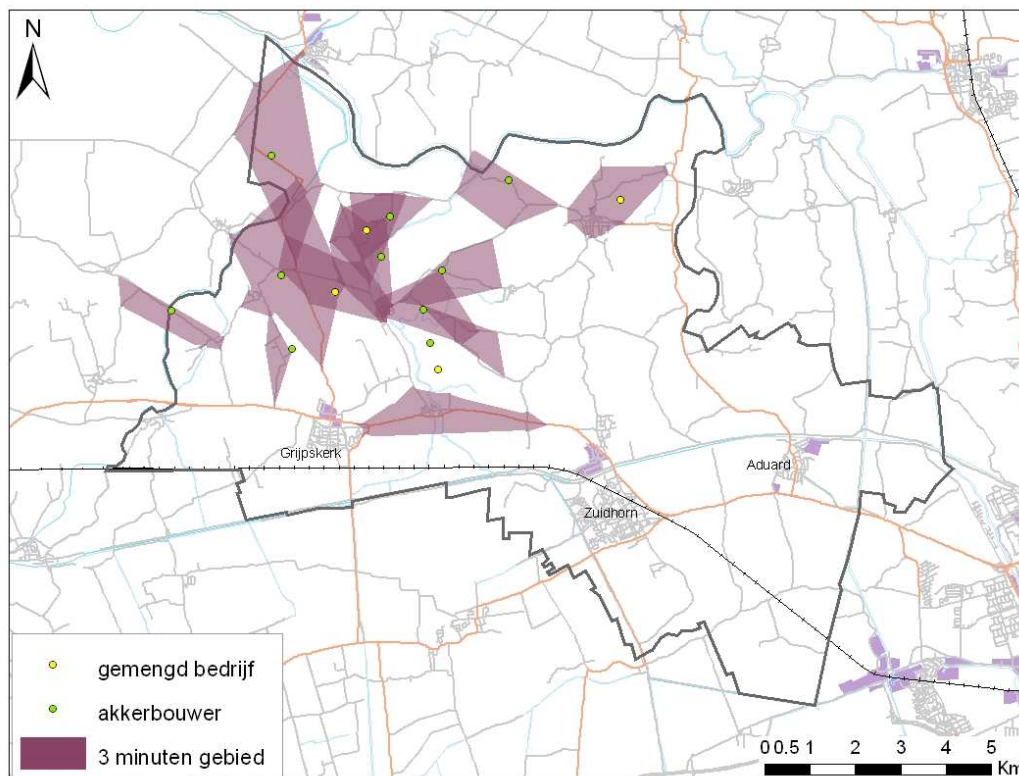 N
Grijpskerk
Aduard
Zuidhorn
gemengd bedrijf
akkerbouwer
3 minuten gebied
0 0.5 1 2 3 4 5
Km